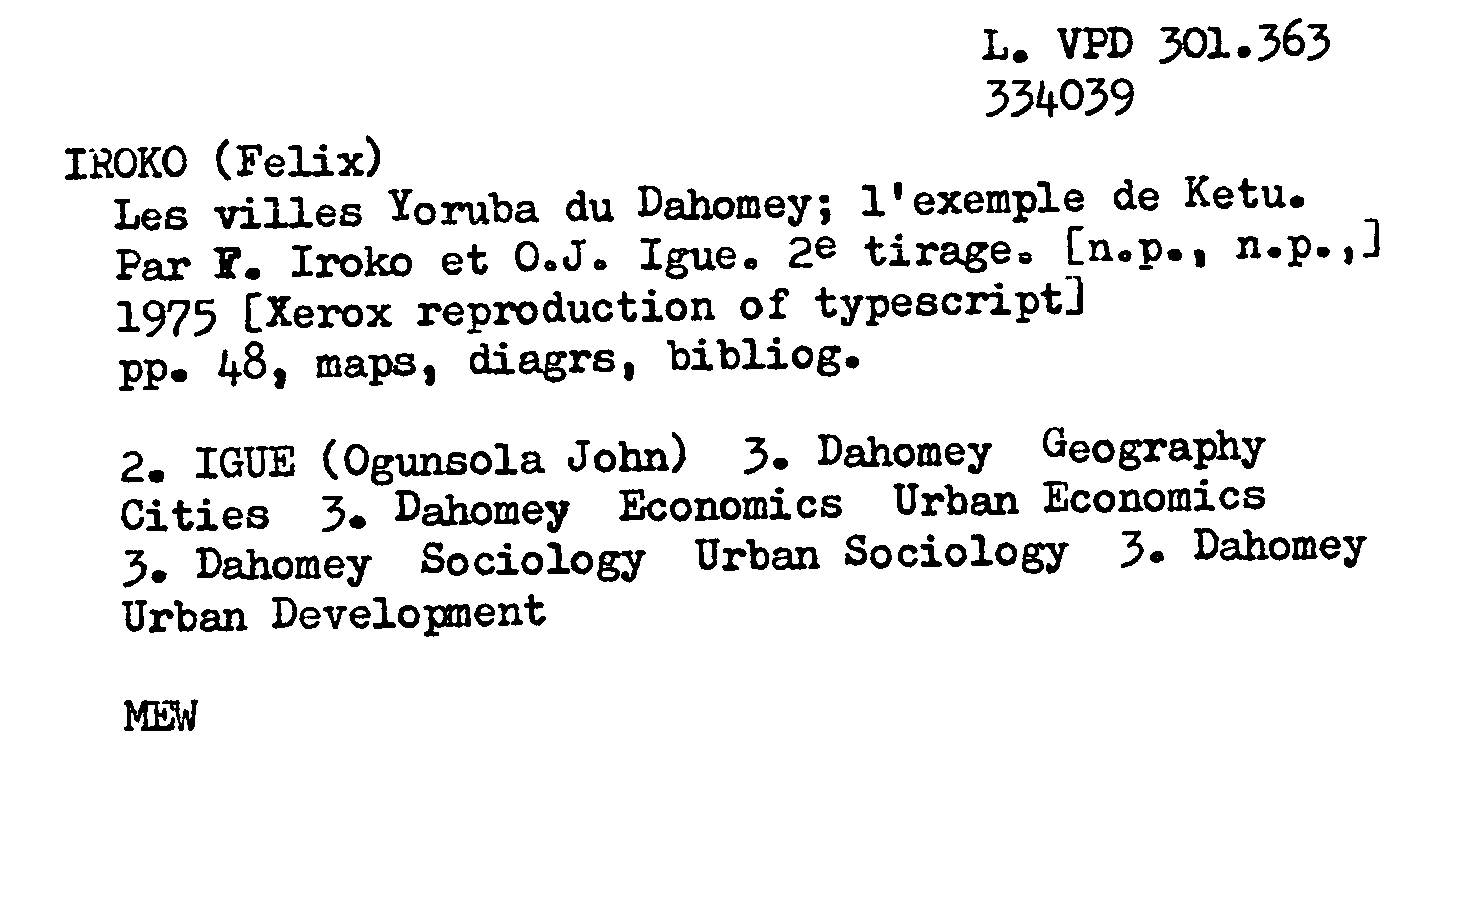 L. VPD 301.363
334039
IROKO (Felix)
Les villes Yoruba du Dahomey; l'exemple de Ketu.
Par F. Iroko et O.J. Igue. 2e tirage. [n.p., n.p.,]
1975 [Xerox reproduction of typescript]
pp. 48, maps, diagrs, bibliog.
2. IGUE (Ogunsola John) 3. Dahomey Geography
Cities 3. Dahomey Economics Urban Economics
3. Dahomey Sociology Urban Sociology 3. Dahomey
Urban Development
MEW